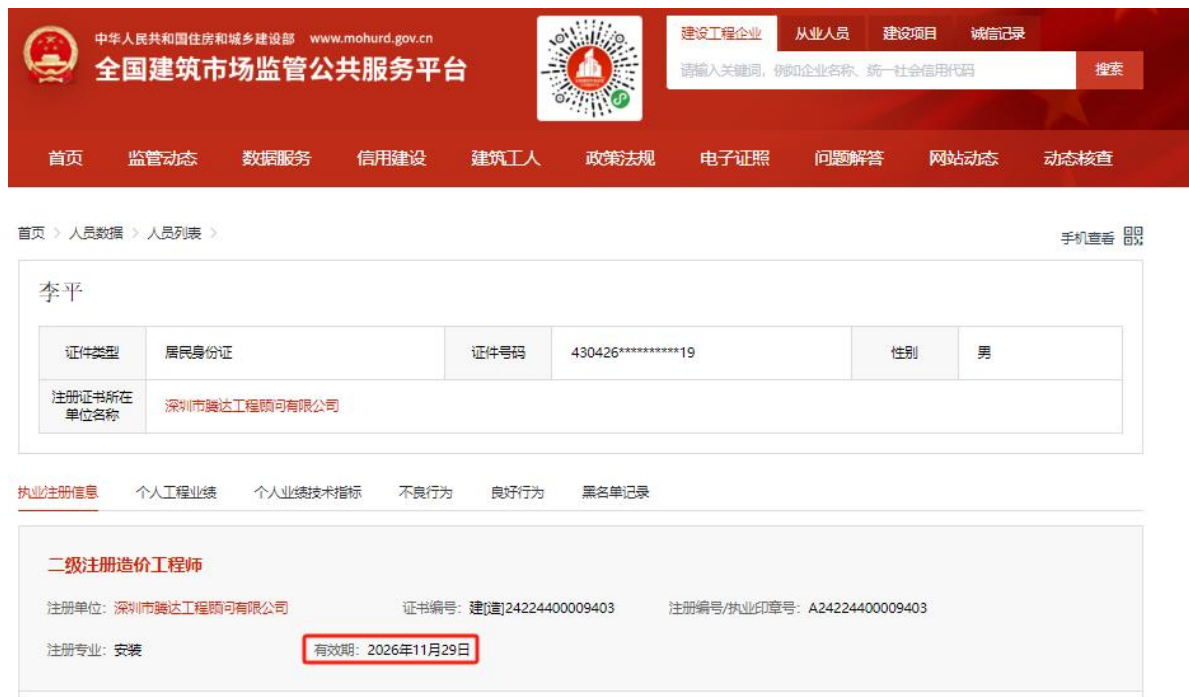 中华人民共和国住房和城乡建设部 www.mohurd.gov.cn
全国建筑市场监管公共服务平台
建设工程企业 从业人员 建设项目 诚信记录
请输入关键词，例如企业名称、统一社会信用代码 搜索
首页 监管动态 数据服务 信用建设 建筑工人 政策法规 电子证照 问题解答 网站动态 动态核查
首页 > 人员数据 > 人员列表 >
手机查看
李平
证件类型 居民身份证 证件号码 430426**********19 性别 男
注册证书所在单位名称 深圳市腾达工程顾问有限公司
执业注册信息 个人工程业绩 个人业绩技术指标 不良行为 良好行为 黑名单记录
二级注册造价工程师
注册单位：深圳市腾达工程顾问有限公司 证书编号：建[造]24224400009403 注册编号/执业印章号：A24224400009403
注册专业：安装 有效期：2026年11月29日